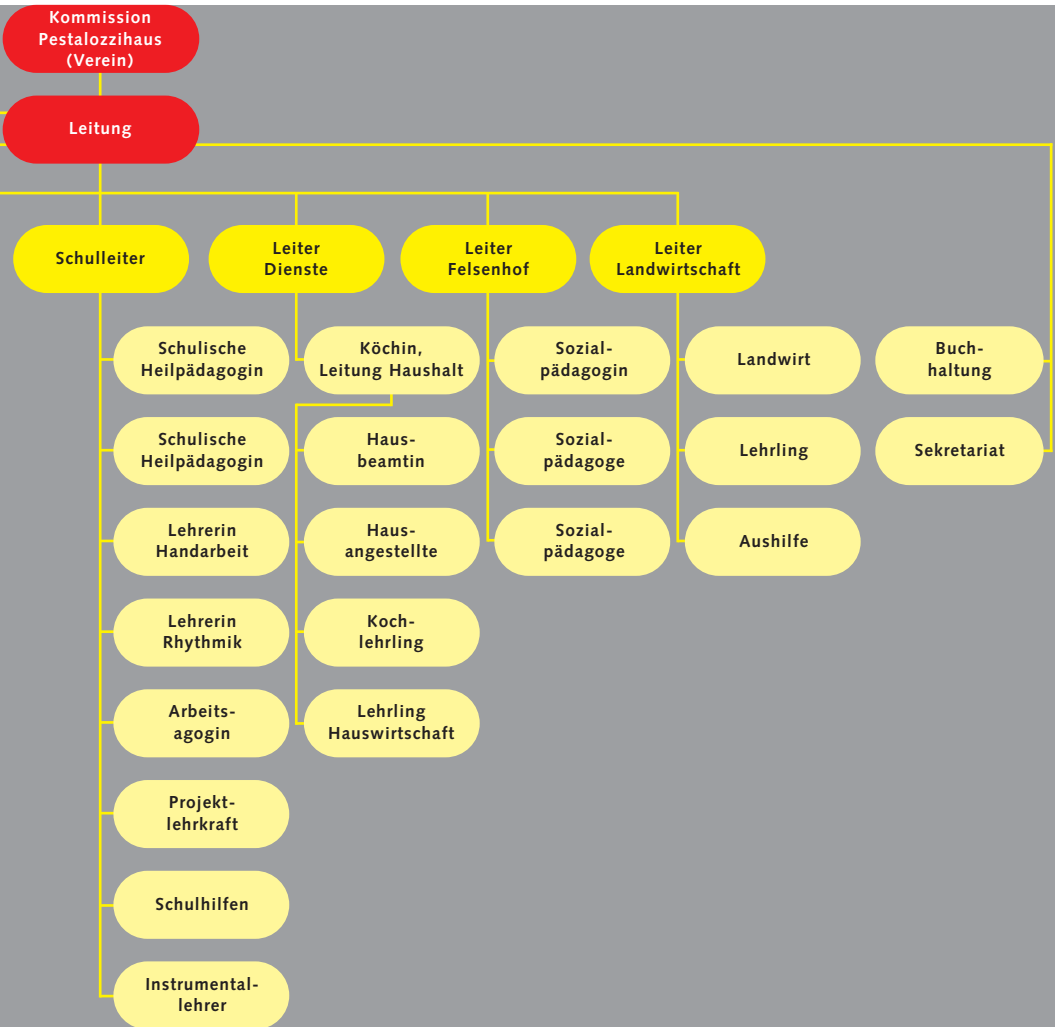 Kommission
Pestalozzihaus
(Verein)
Leitung
Schulleiter
Leiter
Dienste
Leiter
Felsenhof
Leiter
Landwirtschaft
Schulische
Heilpädagogin
Schulische
Heilpädagogin
Lehrerin
Handarbeit
Lehrerin
Rhythmik
Arbeits-
agogin
Projekt-
lehrkraft
Schulhilfen
Instrumental-
lehrer
Köchin,
Leitung Haushalt
Haus-
beamtin
Haus-
angestellte
Koch-
lehrling
Lehrling
Hauswirtschaft
Sozial-
pädagogin
Sozial-
pädagoge
Sozial-
pädagoge
Landwirt
Lehrling
Aushilfe
Buch-
haltung
Sekretariat